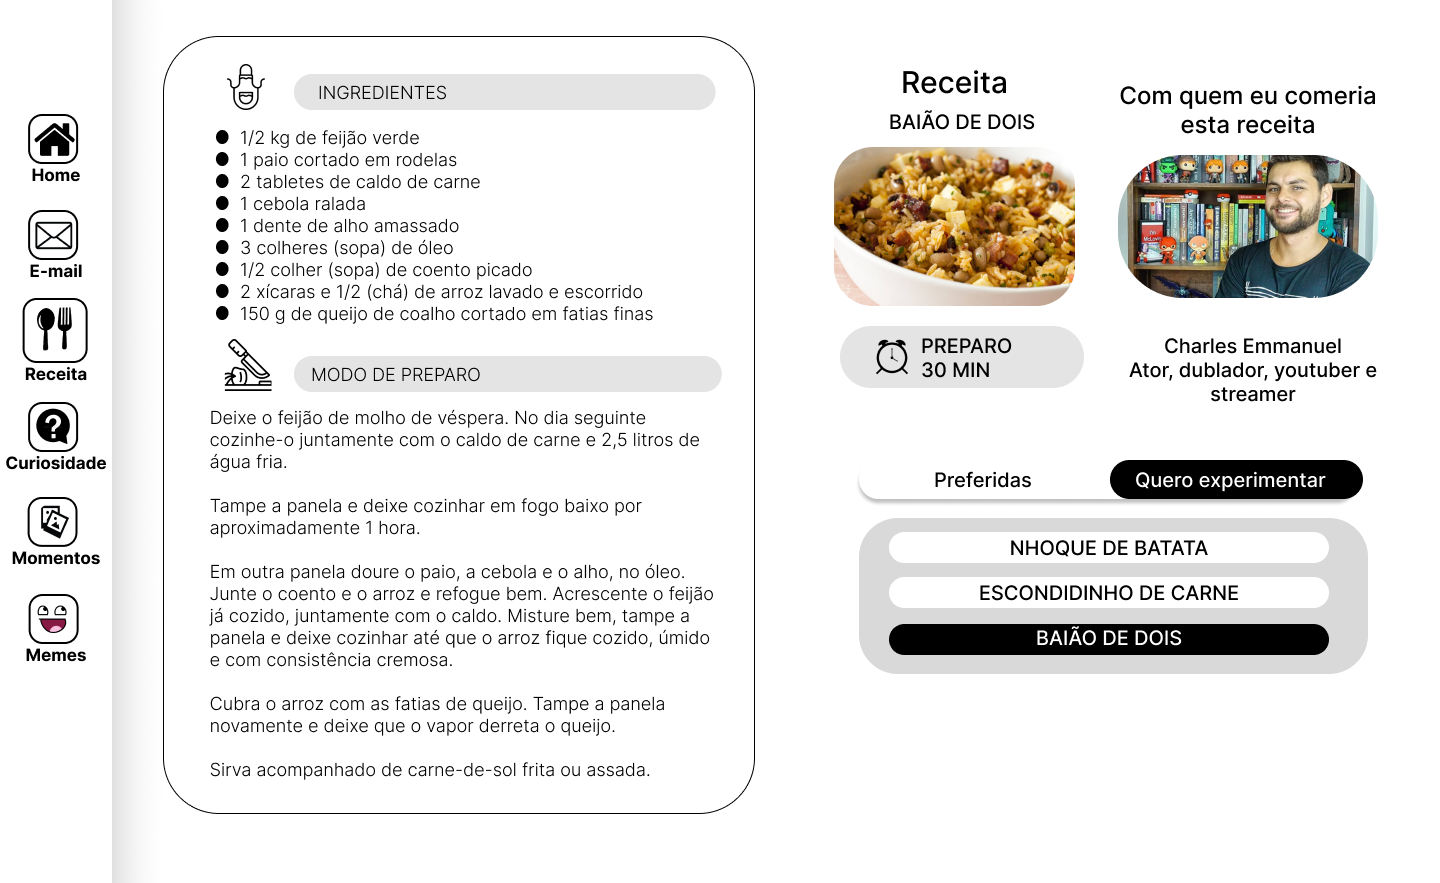 Home
E-mail
Receita
Curiosidade
Momentos
Memes
INGREDIENTES
1/2 kg de feijão verde
1 paio cortado em rodelas
2 tabletes de caldo de carne
1 cebola ralada
1 dente de alho amassado
3 colheres (sopa) de óleo
1/2 colher (sopa) de coento picado
2 xícaras e 1/2 (chá) de arroz lavado e escorrido
150 g de queijo de coalho cortado em fatias finas
MODO DE PREPARO
Deixe o feijão de molho de véspera. No dia seguinte
cozinhe-o juntamente com o caldo de carne e 2,5 litros de
água fria.
Tampe a panela e deixe cozinhar em fogo baixo por
aproximadamente 1 hora.
Em outra panela doure o paio, a cebola e o alho, no óleo.
Junte o coento e o arroz e refogue bem. Acrescente o feijão
já cozido, juntamente com o caldo. Misture bem, tampe a
panela e deixe cozinhar até que o arroz fique cozido, úmido
e com consistência cremosa.
Cubra o arroz com as fatias de queijo. Tampe a panela
novamente e deixe que o vapor derreta o queijo.
Sirva acompanhado de carne-de-sol frita ou assada.
Receita
BAIÃO DE DOIS
PREPARO
30 MIN
Com quem eu comeria
esta receita
Charles Emmanuel
Ator, dublador, youtuber e
streamer
Preferidas
Quero experimentar
NHOQUE DE BATATA
ESCONDIDINHO DE CARNE
BAIÃO DE DOIS